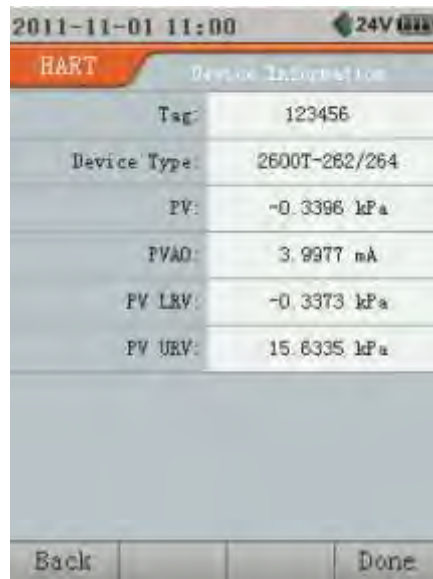 2011-11-01 11:00 24V
HART Device Information
Tag: 123456
Device Type: 2600T-262/264
PV: -0.3396 kPa
PVAO: 3.9977 mA
PV LRV: -0.3373 kPa
PV URV: 15.6335 kPa
Back Done